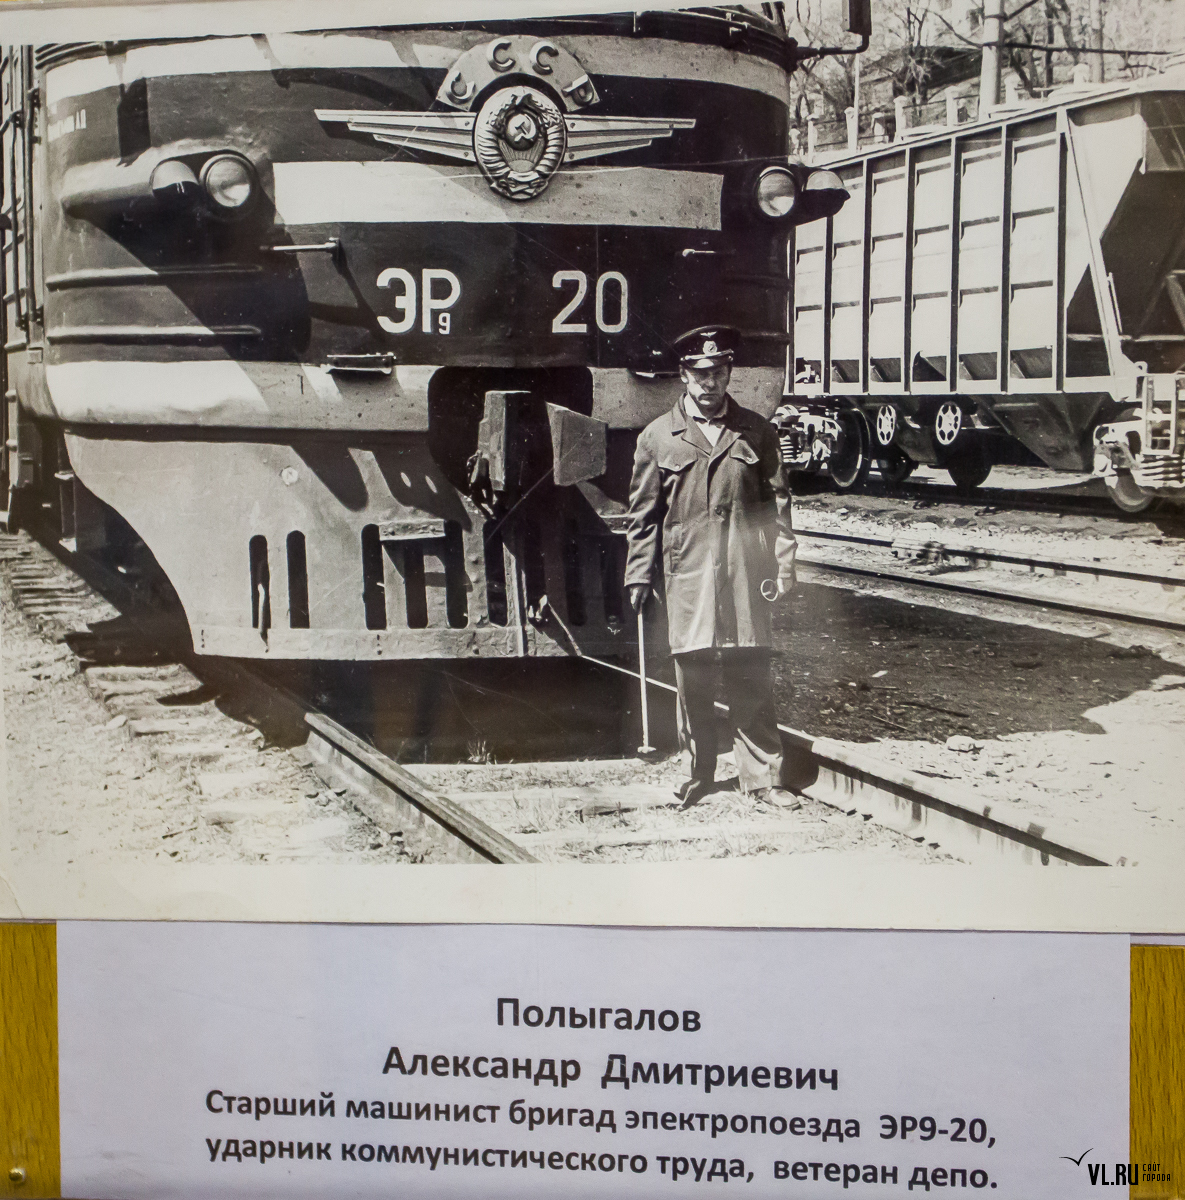 СССР
ЭР9 20
Полыгалов
Александр Дмитриевич
Старший машинист бригад эпектропоезда ЭР9-20,
ударник коммунистического труда, ветеран депо.
VL.RU САЙТ ГОРОДА